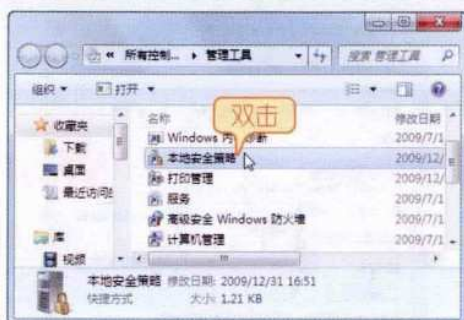 « 所有控制... ▸ 管理工具
搜索 管理工具
组织 ▾ 打开 ▾
名称 修改日期
双击
收藏夹
下载
桌面
最近访问
库
视频
Windows 内 断 2009/7/1
本地安全策略 2009/12/
打印管理 2009/12/
服务 2009/7/1
高级安全 Windows 防火墙 2009/7/1
计算机管理 2009/7/1
本地安全策略 修改日期: 2009/12/31 16:51
快捷方式 大小: 1.21 KB